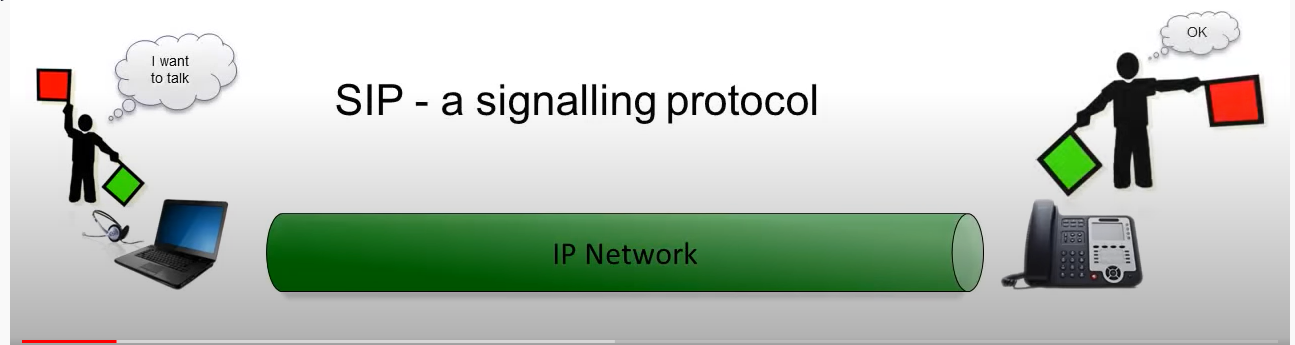 I want
to talk
SIP - a signalling protocol
OK
IP Network